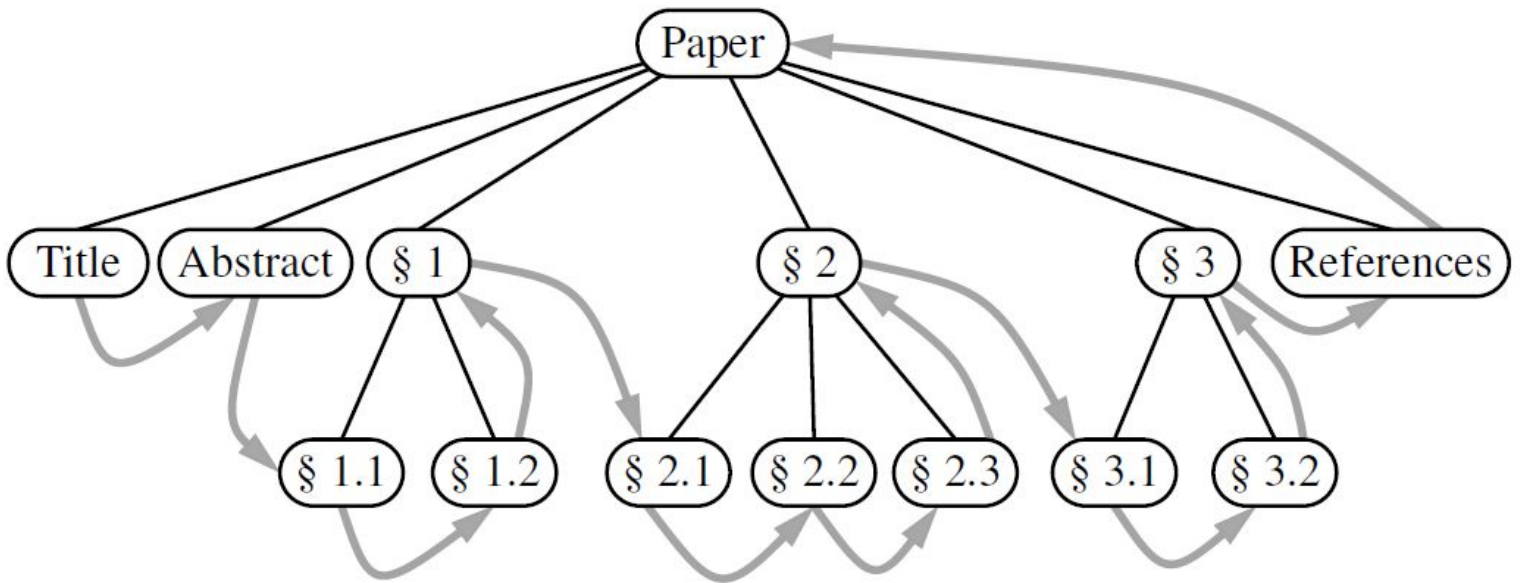 Paper
Title Abstract § 1 § 2 § 3 References
§ 1.1 § 1.2 § 2.1 § 2.2 § 2.3 § 3.1 § 3.2